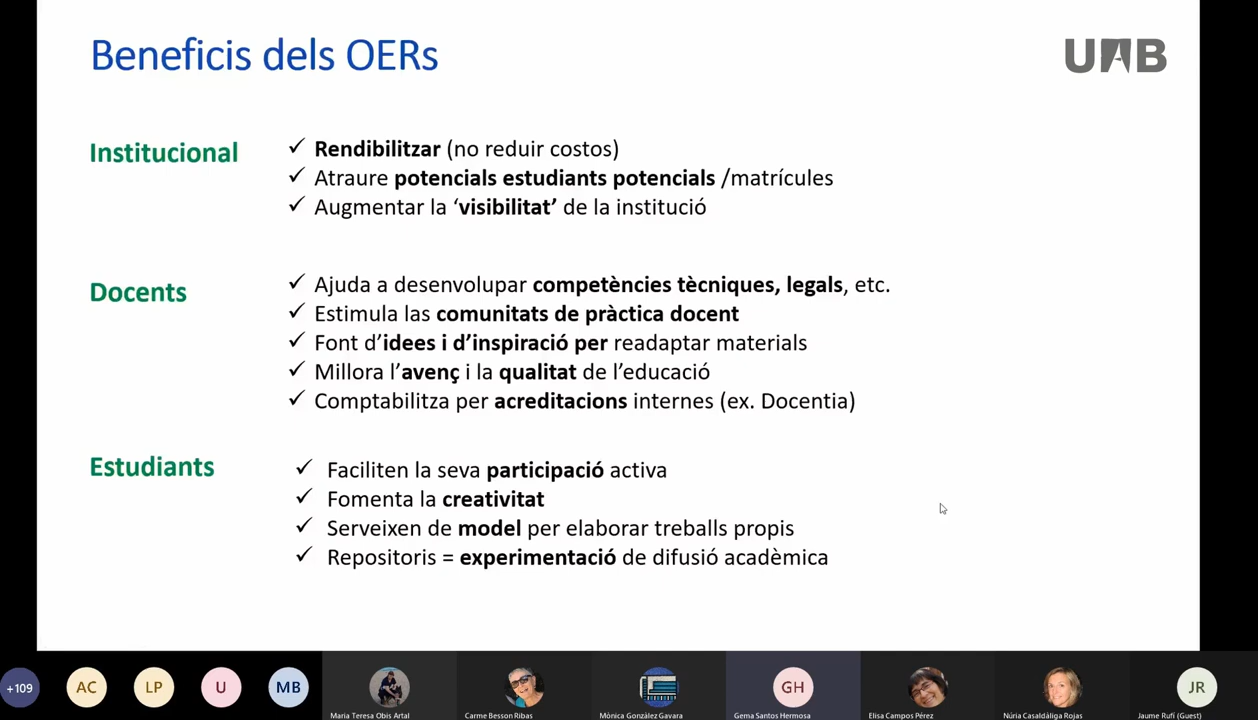 Beneficis dels OERs
UAB
Institucional
✓ Rendibilitzar (no reduir costos)
✓ Atraure potencials estudiants potencials /matrícules
✓ Augmentar la ‘visibilitat’ de la institució
Docents
✓ Ajuda a desenvolupar competències tècniques, legals, etc.
✓ Estimula las comunitats de pràctica docent
✓ Font d’idees i d’inspiració per readaptar materials
✓ Millora l’avenç i la qualitat de l’educació
✓ Comptabilitza per acreditacions internes (ex. Docentia)
Estudiants
✓ Faciliten la seva participació activa
✓ Fomenta la creativitat
✓ Serveixen de model per elaborar treballs propis
✓ Repositoris = experimentació de difusió acadèmica
+109 AC LP U MB GH JR
Maria Teresa Obis Artal Carme Besson Ribas Mònica Gonzàlez Gavara Gema Santos Hermosa Elisa Campos Pérez Núria Casaldàliga Rojas Jaume Rufí (Guest)